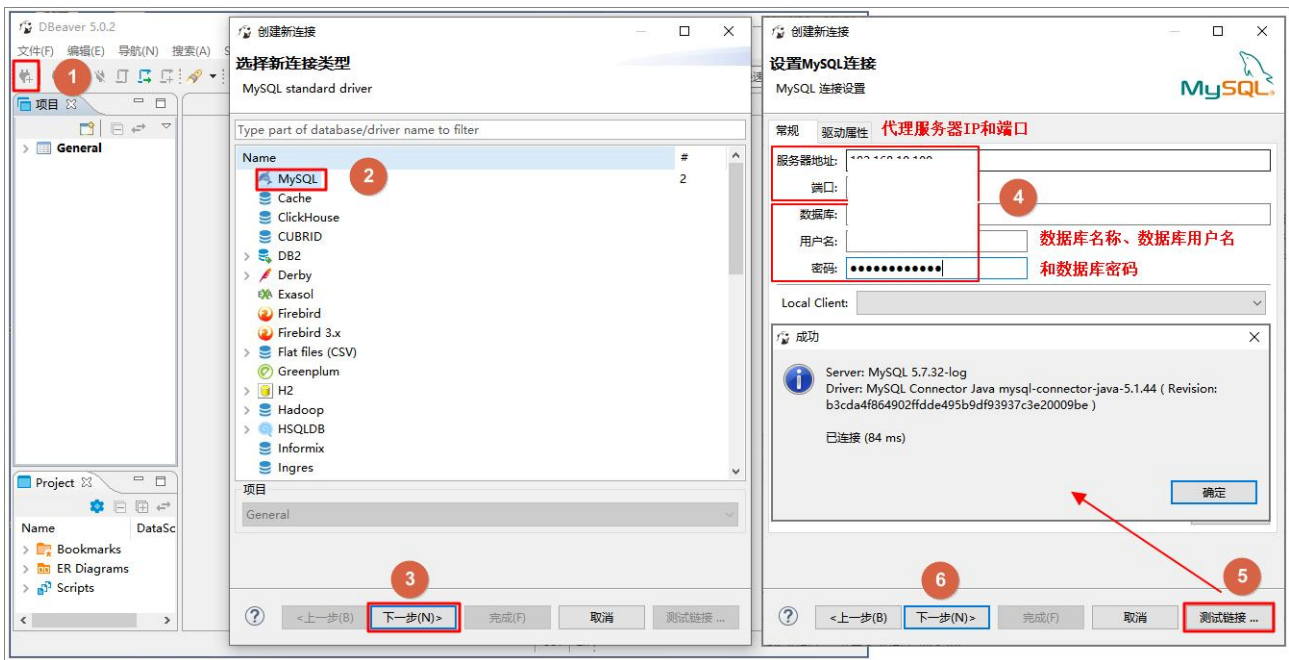 DBeaver 5.0.2
文件(F) 编辑(E) 导航(N) 搜索(A) S
1
项目
General
Project
Name DataSc
Bookmarks
ER Diagrams
Scripts
创建新连接
选择新连接类型
MySQL standard driver
Type part of database/driver name to filter
Name #
MySQL 2
2
Cache
ClickHouse
CUBRID
DB2
Derby
Exasol
Firebird
Firebird 3.x
Flat files (CSV)
Greenplum
H2
Hadoop
HSQLDB
Informix
Ingres
项目
General
3
<上一步(B) 下一步(N)> 完成(F) 取消 测试链接 ...
创建新连接
设置MySQL连接
MySQL 连接设置
MySQL
常规 驱动属性 代理服务器IP和端口
服务器地址:
端口:
4
数据库:
用户名: 数据库名称、数据库用户名
密码: 和数据库密码
Local Client:
成功
Server: MySQL 5.7.32-log
Driver: MySQL Connector Java mysql-connector-java-5.1.44 ( Revision:
b3cda4f864902ffdde495b9df93937c3e20009be )
已连接 (84 ms)
确定
6
5
<上一步(B) 下一步(N)> 完成(F) 取消 测试链接 ...